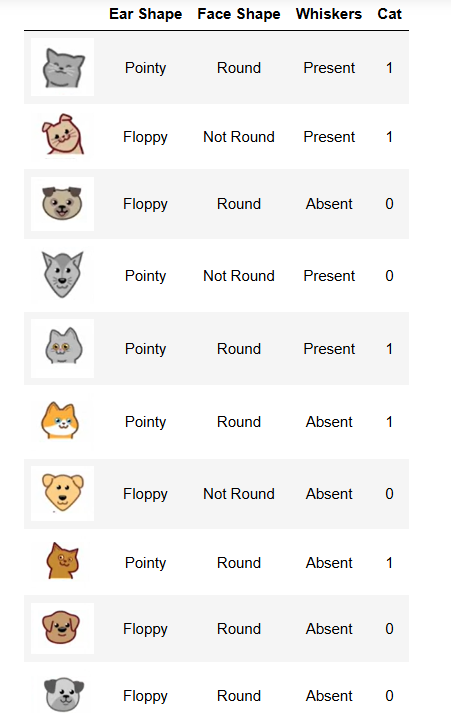 Ear Shape Face Shape Whiskers Cat
Pointy Round Present 1
Floppy Not Round Present 1
Floppy Round Absent 0
Pointy Not Round Present 0
Pointy Round Present 1
Pointy Round Absent 1
Floppy Not Round Absent 0
Pointy Round Absent 1
Floppy Round Absent 0
Floppy Round Absent 0